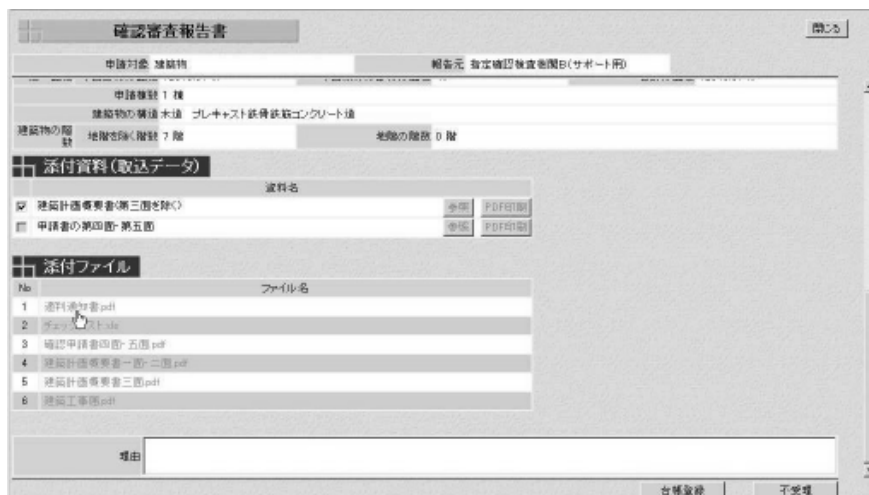 確認審査報告書
閉じる
申請対象 建築物 報告元 指定確認検査機関B(サポート用)
申請棟数 1 棟
建築物の構造 木造 プレキャスト鉄骨鉄筋コンクリート造
建築物の階数 地階を除く階数 7 階 地階の階数 0 階
添付資料(取込データ)
資料名
建築計画概要書(第三面を除く) 参照 PDF印刷
申請書の第四面-第五面 参照 PDF印刷
添付ファイル
No ファイル名
1 適判通知書.pdf
2 チェックリスト.xls
3 確認申請書四面-五面.pdf
4 建築計画概要書一面-二面.pdf
5 建築計画概要書三面.pdf
6 建築工事届.pdf
理由
台帳登録 不受理